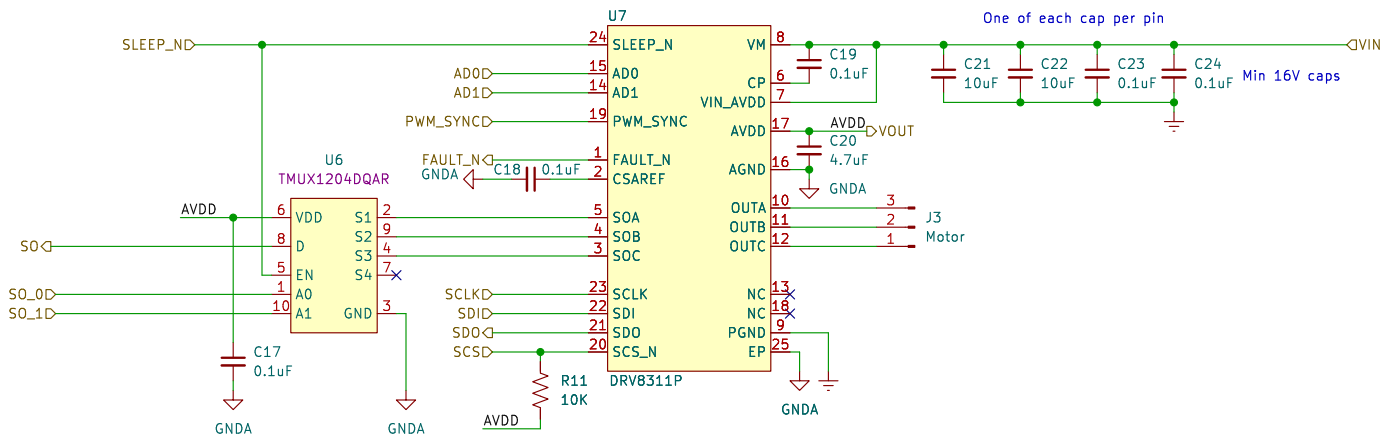 One of each cap per pin
U7
SLEEP_N 24 SLEEP_N VM 8 VIN
C19 0.1uF
C21 10uF
C22 10uF
C23 0.1uF
C24 0.1uF
Min 16V caps
AD0 15 AD0 CP 6
AD1 14 AD1 VIN_AVDD 7
PWM_SYNC 19 PWM_SYNC AVDD 17 AVDD VOUT
C20 4.7uF
FAULT_N 1 FAULT_N
GNDA C18 0.1uF 2 CSAREF AGND 16
GNDA
U6
TMUX1204DQAR
AVDD 6 VDD S1 2 5 SOA
SO 8 D S2 9 4 SOB
S3 4 3 SOC
5 EN S4 7
SO_0 1 A0
SO_1 10 A1 GND 3
OUTA 10 3
OUTB 11 2
OUTC 12 1
J3
Motor
SCLK 23 SCLK NC 13
SDI 22 SDI NC 18
SDO 21 SDO PGND 9
SCS 20 SCS_N EP 25
C17
0.1uF
R11
10K
DRV8311P
AVDD
GNDA
GNDA
GNDA